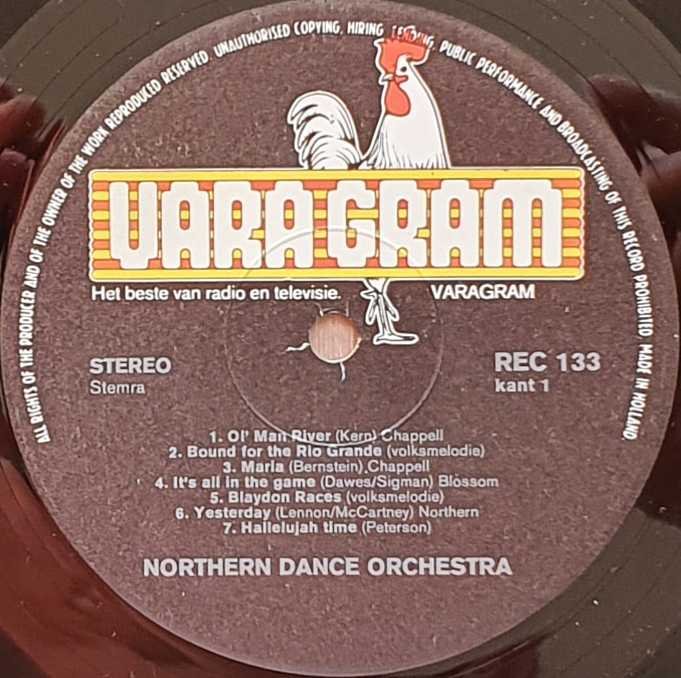 ALL RIGHTS OF THE PRODUCER AND OF THE OWNER OF THE WORK REPRODUCED RESERVED. UNAUTHORISED COPYING, HIRING, LENDING, PUBLIC PERFORMANCE AND BROADCASTING OF THIS RECORD PROHIBITED. MADE IN HOLLAND
VARAGRAM
Het beste van radio en televisie. VARAGRAM
STEREO REC 133
Stemra kant 1
1. Ol' Man River (Kern) Chappell
2. Bound for the Rio Grande (volksmelodie)
3. Maria (Bernstein) Chappell
4. It's all in the game (Dawes/Sigman) Blossom
5. Blaydon Races (volksmelodie)
6. Yesterday (Lennon/McCartney) Northern
7. Hallelujah time (Peterson)
NORTHERN DANCE ORCHESTRA